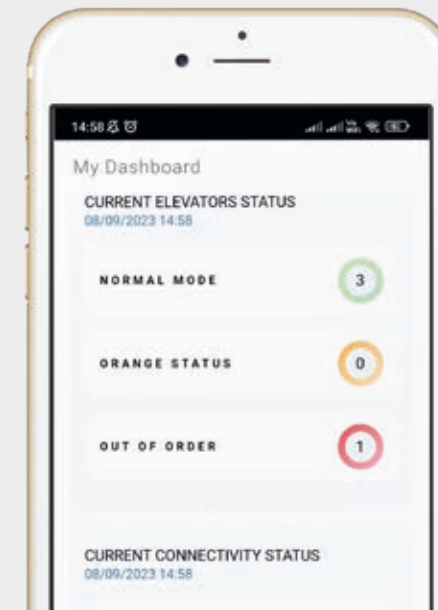 14:58
My Dashboard
CURRENT ELEVATORS STATUS
08/09/2023 14:58
NORMAL MODE 3
ORANGE STATUS 0
OUT OF ORDER 1
CURRENT CONNECTIVITY STATUS
08/09/2023 14:58